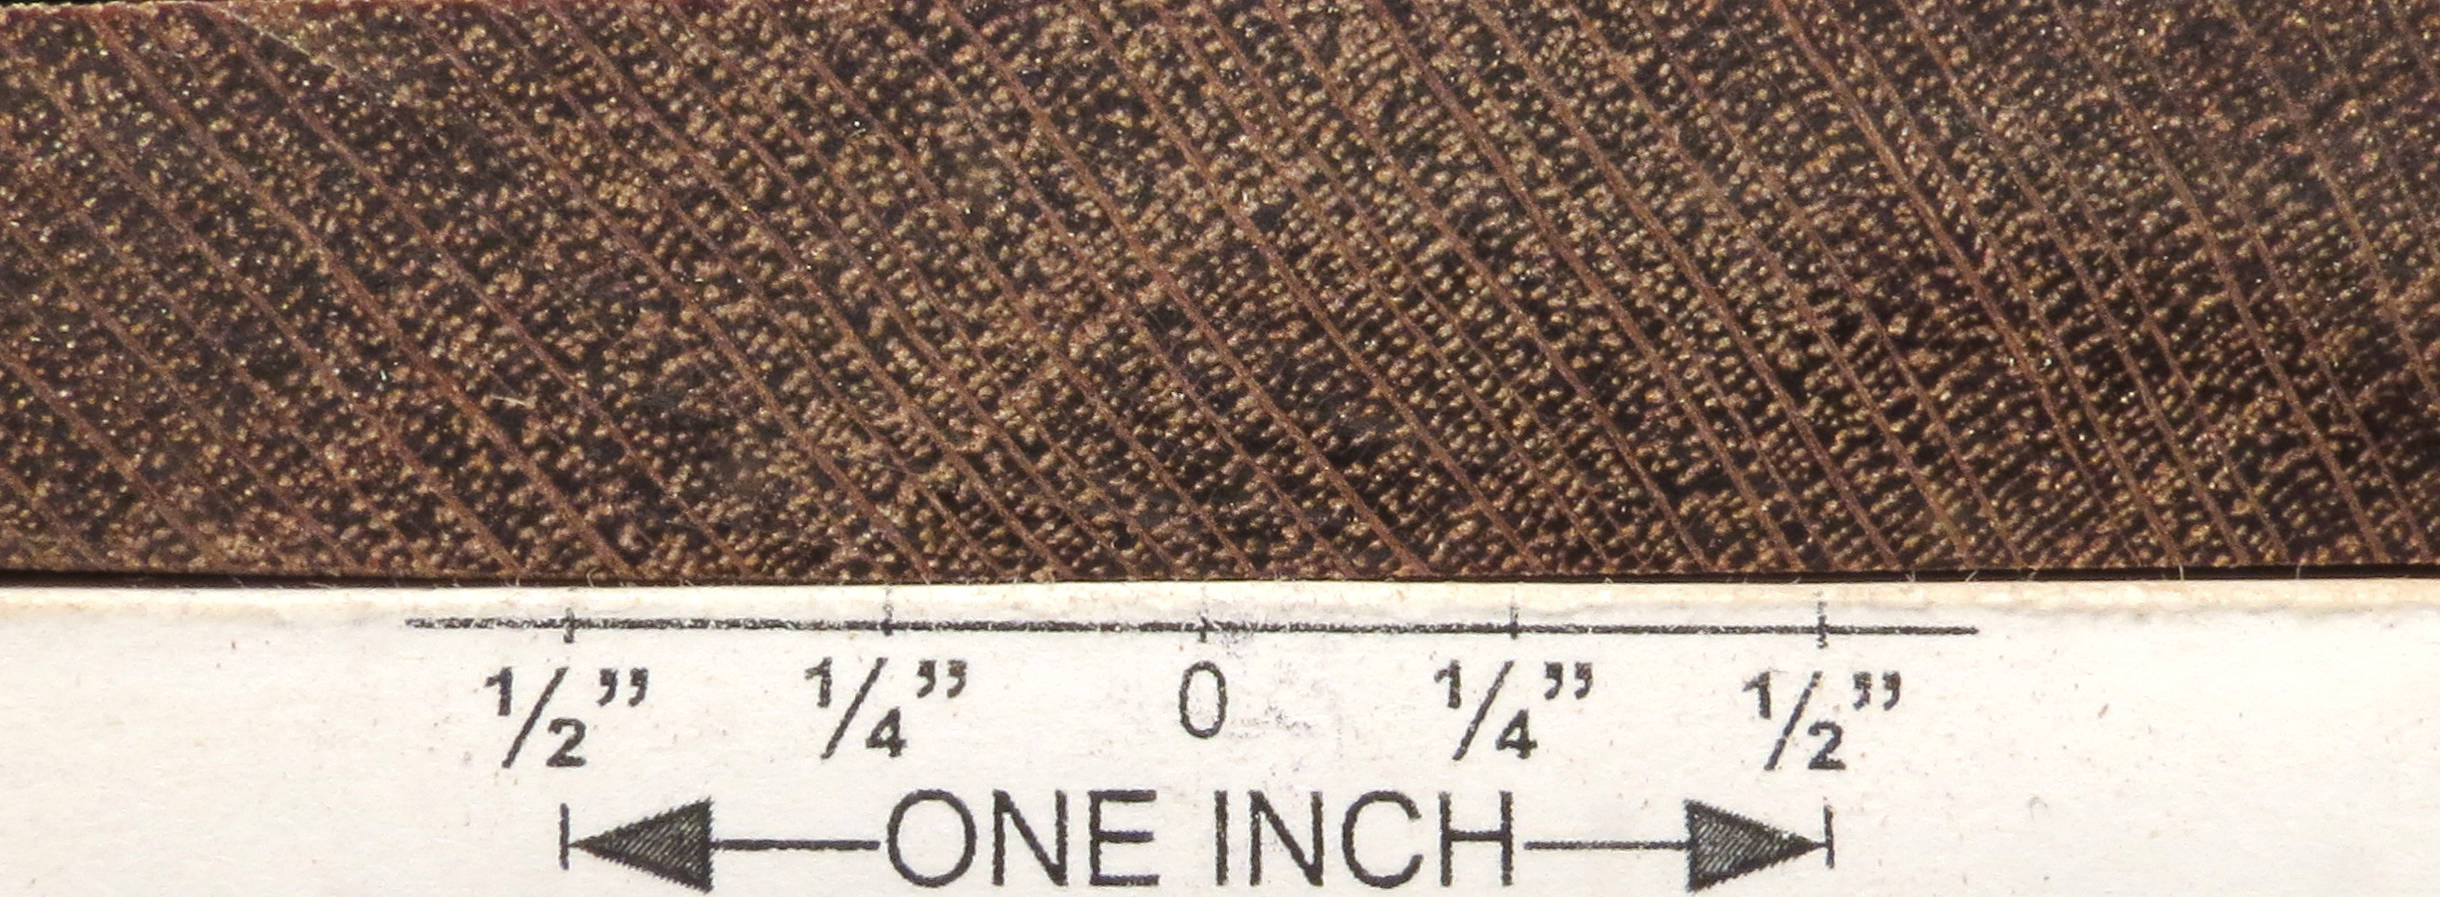 1/2” 1/4” 0 1/4” 1/2”
ONE INCH